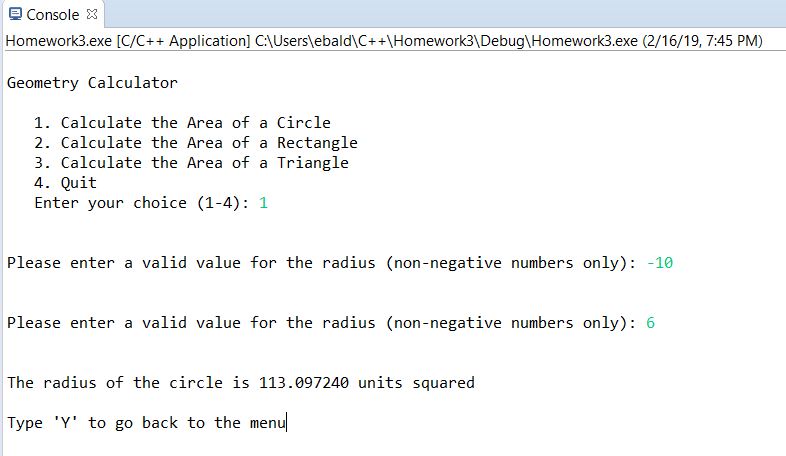 Console
Homework3.exe [C/C++ Application] C:\Users\ebald\C++\Homework3\Debug\Homework3.exe (2/16/19, 7:45 PM)
Geometry Calculator
1. Calculate the Area of a Circle
2. Calculate the Area of a Rectangle
3. Calculate the Area of a Triangle
4. Quit
Enter your choice (1-4): 1
Please enter a valid value for the radius (non-negative numbers only): -10
Please enter a valid value for the radius (non-negative numbers only): 6
The radius of the circle is 113.097240 units squared
Type 'Y' to go back to the menu